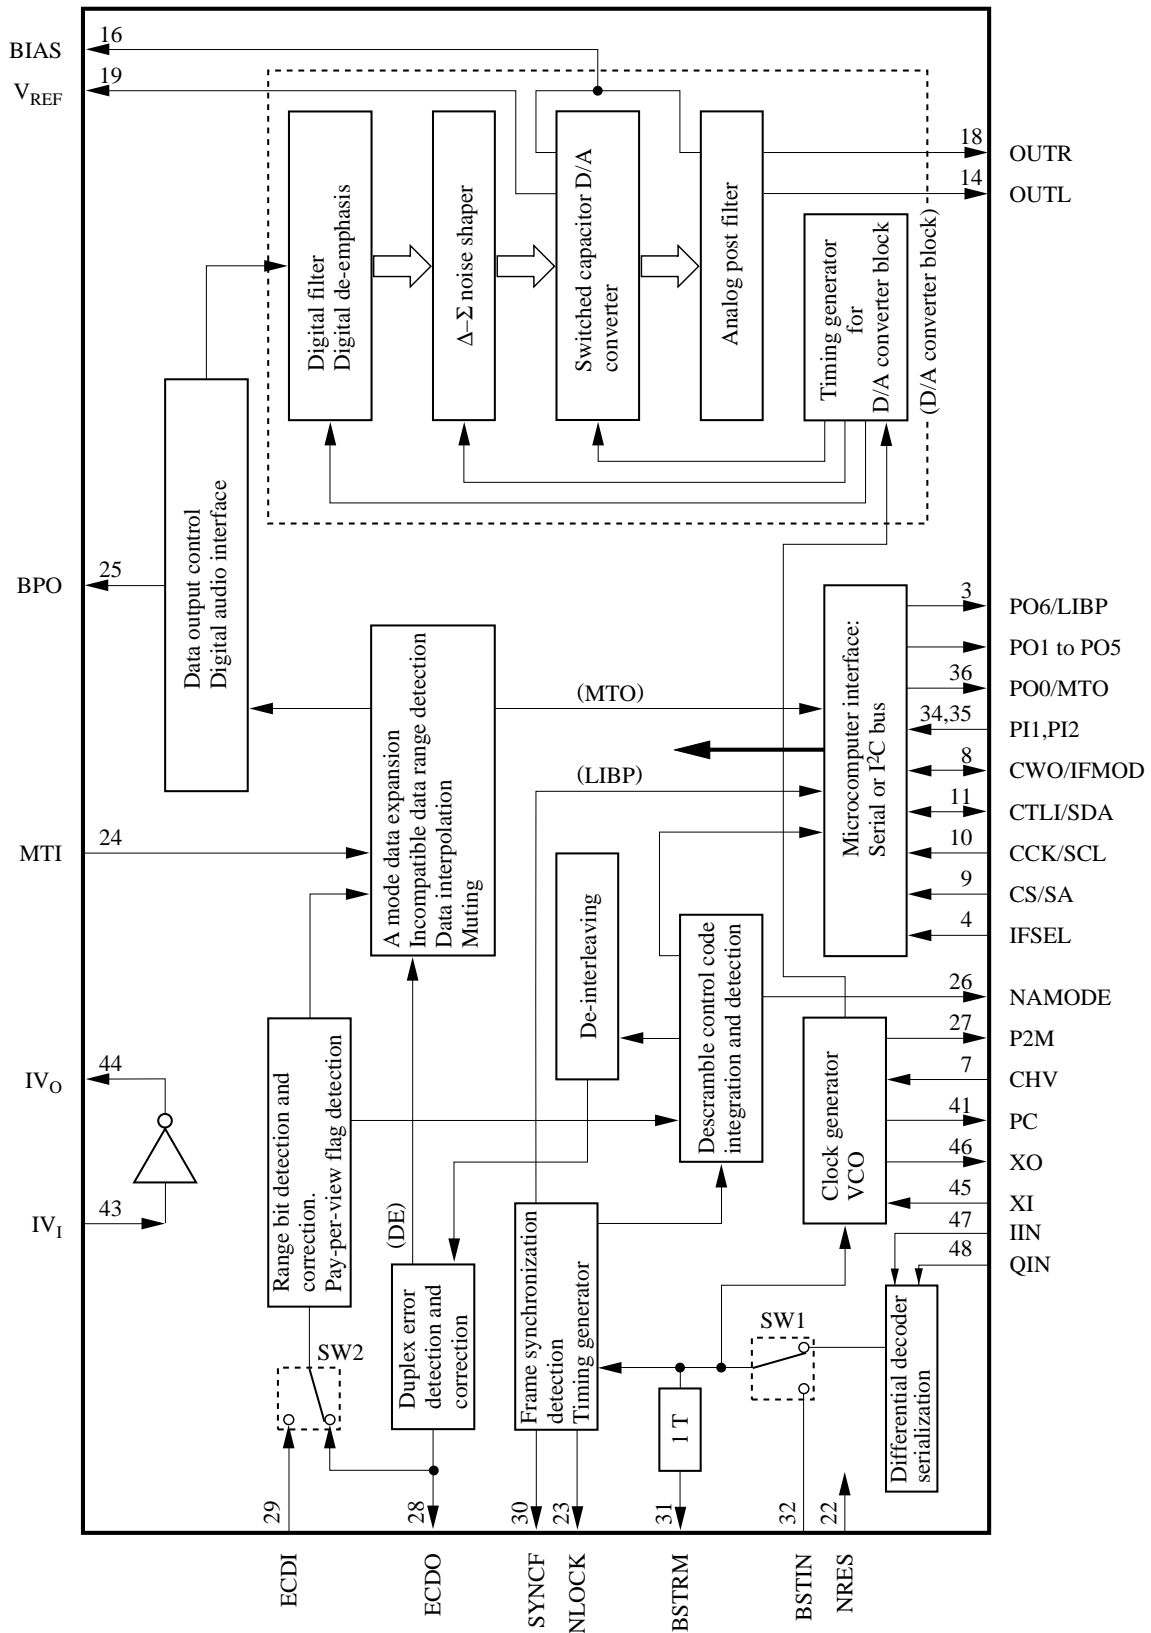 BIAS
16
VREF
19
18
OUTR
14
OUTL
Digital filter
Digital de-emphasis
Δ–Σ noise shaper
Switched capacitor D/A
converter
Analog post filter
Timing generator
for
D/A converter block
(D/A converter block)
Data output control
Digital audio interface
BPO
25
A mode data expansion
Incompatible data range detection
Data interpolation
Muting
(MTO)
(LIBP)
Microcomputer interface:
Serial or I2C bus
3
PO6/LIBP
PO1 to PO5
36
PO0/MTO
34,35
PI1,PI2
8
CWO/IFMOD
11
CTLI/SDA
10
CCK/SCL
9
CS/SA
4
IFSEL
MTI
24
De-interleaving
Descramble control code
integration and detection
26
NAMODE
27
P2M
7
CHV
41
PC
46
XO
45
XI
47
IIN
48
QIN
Clock generator
VCO
IVO
44
IVI
43
Range bit detection and
correction.
Pay-per-view flag detection
(DE)
Duplex error
detection and
correction
Frame synchronization
detection
Timing generator
SW2
SW1
1 T
Differential decoder
serialization
29
ECDI
28
ECDO
30
SYNCF
23
NLOCK
31
BSTRM
32
BSTIN
22
NRES